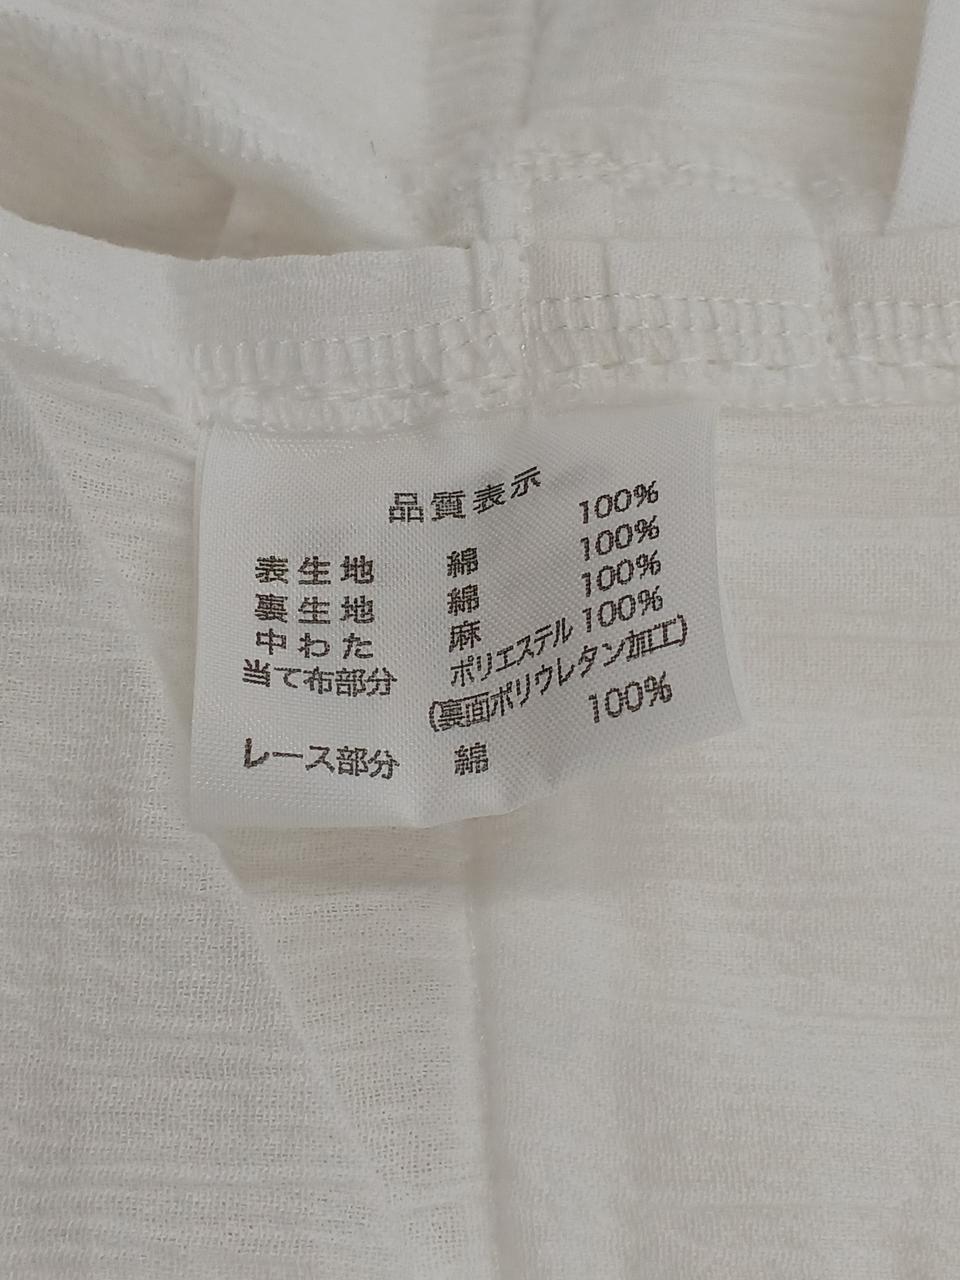 品質表示
表生地 綿 100%
裏生地 綿 100%
中わた 麻 100%
当て布部分 ポリエステル 100%
(裏面ポリウレタン加工)
レース部分 綿 100%